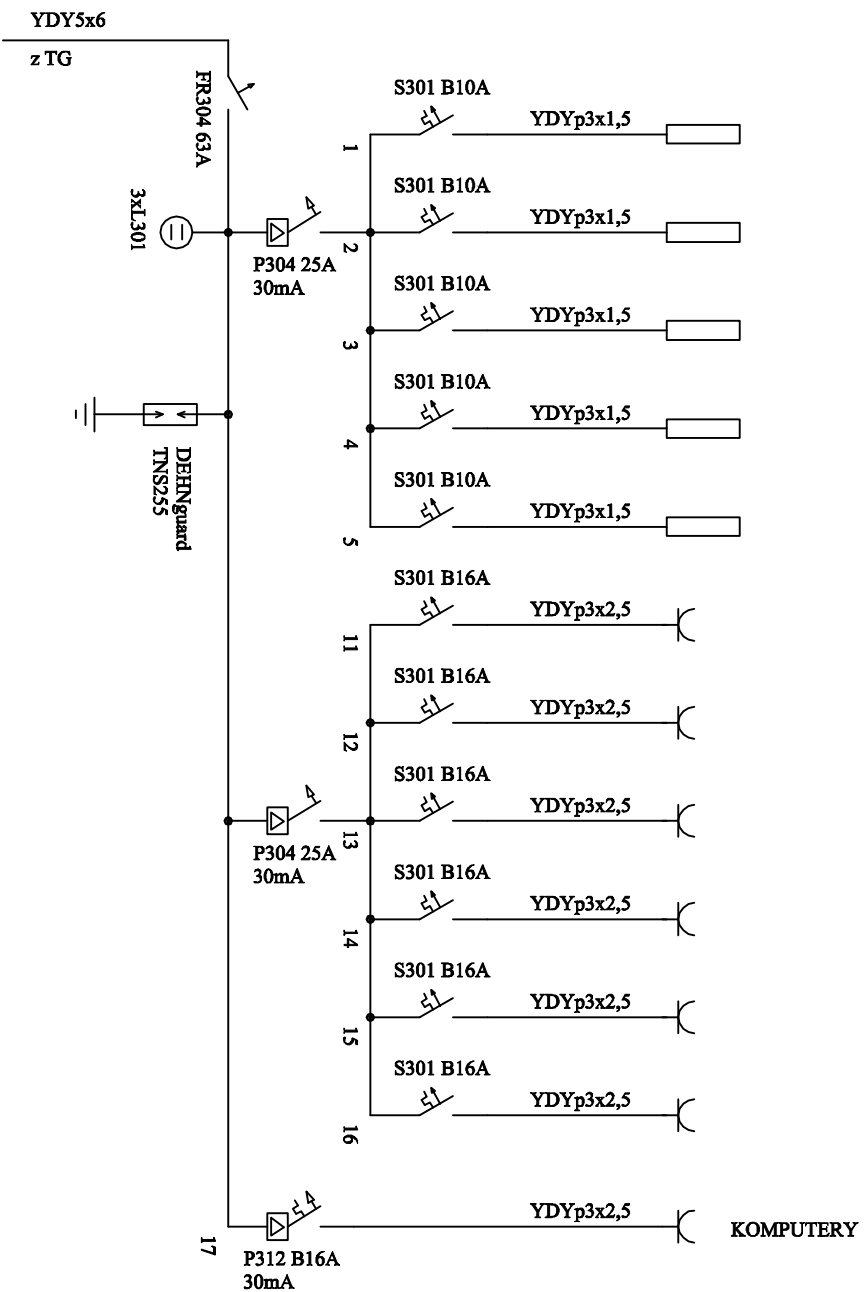 YDY5x6
z TG
FR304 63A
S301 B10A
YDYp3x1,5
1
3xL301
S301 B10A
YDYp3x1,5
2
P304 25A
30mA
S301 B10A
YDYp3x1,5
3
S301 B10A
YDYp3x1,5
4
DEHNguard
TNS255
S301 B10A
YDYp3x1,5
5
S301 B16A
YDYp3x2,5
11
S301 B16A
YDYp3x2,5
12
S301 B16A
YDYp3x2,5
13
P304 25A
30mA
S301 B16A
YDYp3x2,5
14
S301 B16A
YDYp3x2,5
15
S301 B16A
YDYp3x2,5
16
YDYp3x2,5
KOMPUTERY
17
P312 B16A
30mA